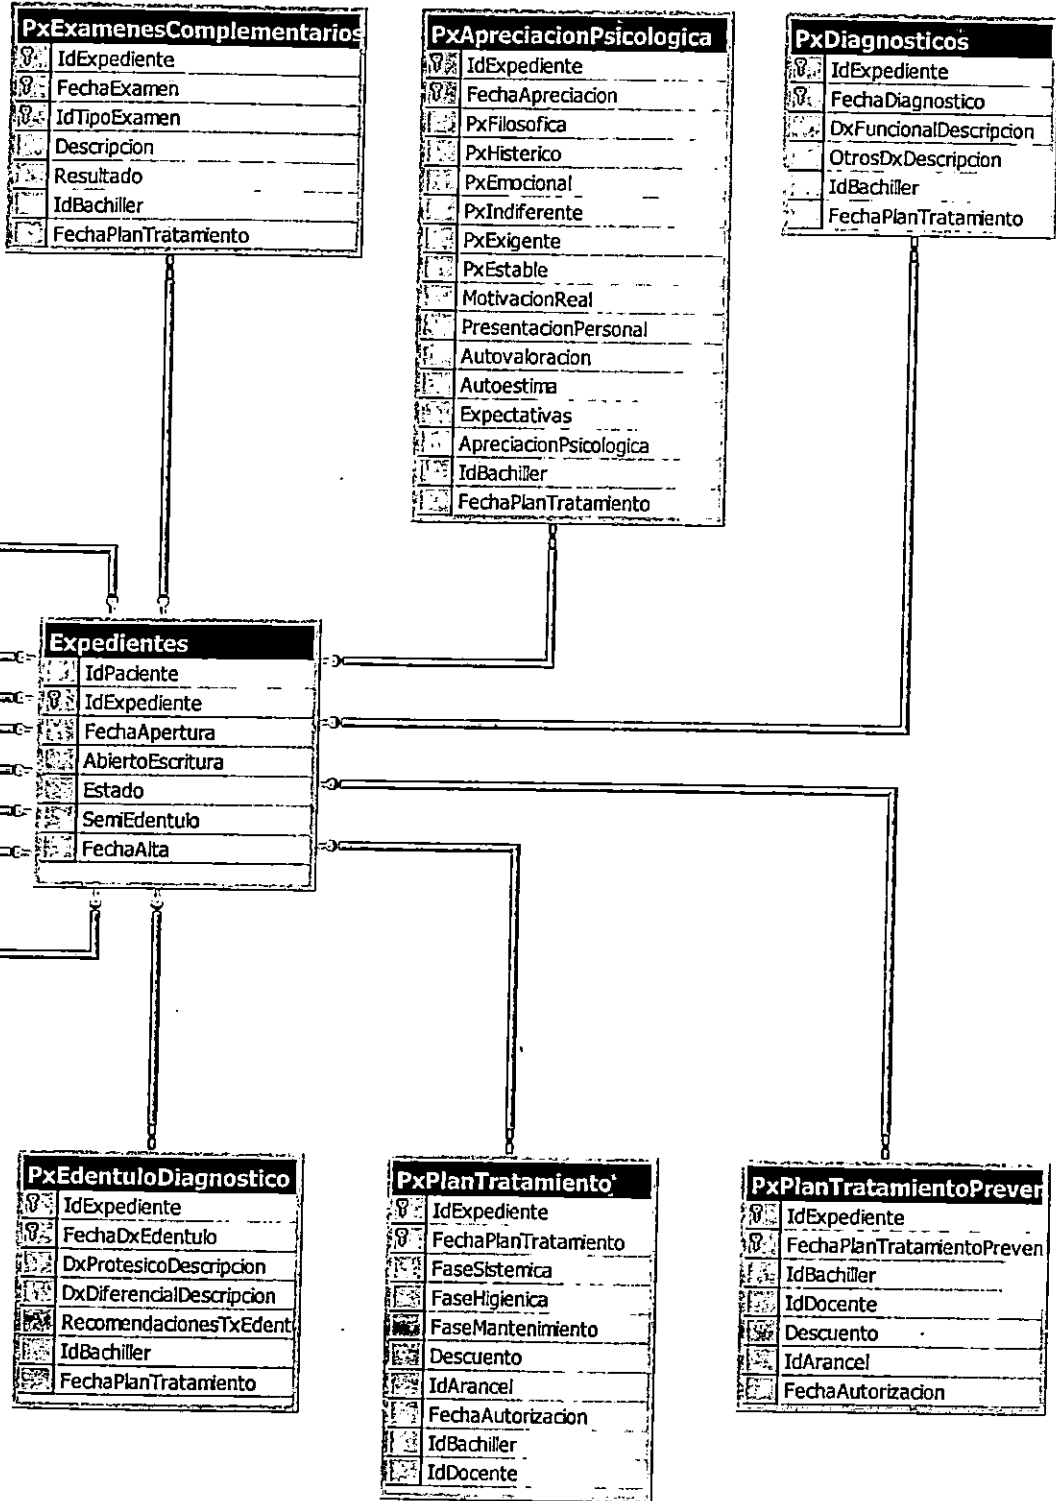 PxExamenesComplementarios
IdExpediente
FechaExamen
IdTipoExamen
Descripcion
Resultado
IdBachiller
FechaPlanTratamiento
PxApreciacionPsicologica
IdExpediente
FechaApreciacion
PxFilosofica
PxHisterico
PxEmocional
PxIndiferente
PxExigente
PxEstable
MotivacionReal
PresentacionPersonal
Autovaloracion
Autoestima
Expectativas
ApreciacionPsicologica
IdBachiller
FechaPlanTratamiento
PxDiagnosticos
IdExpediente
FechaDiagnostico
DxFuncionalDescripcion
OtrosDxDescripcion
IdBachiller
FechaPlanTratamiento
Expedientes
IdPaciente
IdExpediente
FechaApertura
AbiertoEscritura
Estado
SemiEdentulo
FechaAlta
PxEdentuloDiagnostico
IdExpediente
FechaDxEdentulo
DxProtesicoDescripcion
DxDiferencialDescripcion
RecomendacionesTxEdent
IdBachiller
FechaPlanTratamiento
PxPlanTratamiento
IdExpediente
FechaPlanTratamiento
FaseSistemica
FaseHigienica
FaseMantenimiento
Descuento
IdArancel
FechaAutorizacion
IdBachiller
IdDocente
PxPlanTratamientoPrever
IdExpediente
FechaPlanTratamientoPreven
IdBachiller
IdDocente
Descuento
IdArancel
FechaAutorizacion